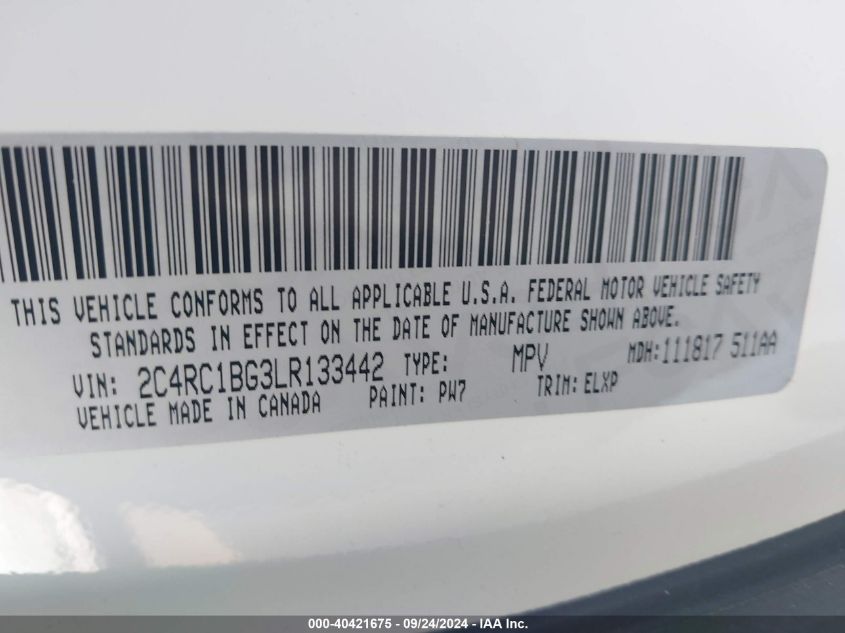 THIS VEHICLE CONFORMS TO ALL APPLICABLE U.S.A. FEDERAL MOTOR VEHICLE SAFETY
STANDARDS IN EFFECT ON THE DATE OF MANUFACTURE SHOWN ABOVE.
VIN: 2C4RC1BG3LR133442 TYPE: MPV MDH: 111817 511AA
VEHICLE MADE IN CANADA PAINT: PW7 TRIM: ELXP
000-40421675 - 09/24/2024 - IAA Inc.